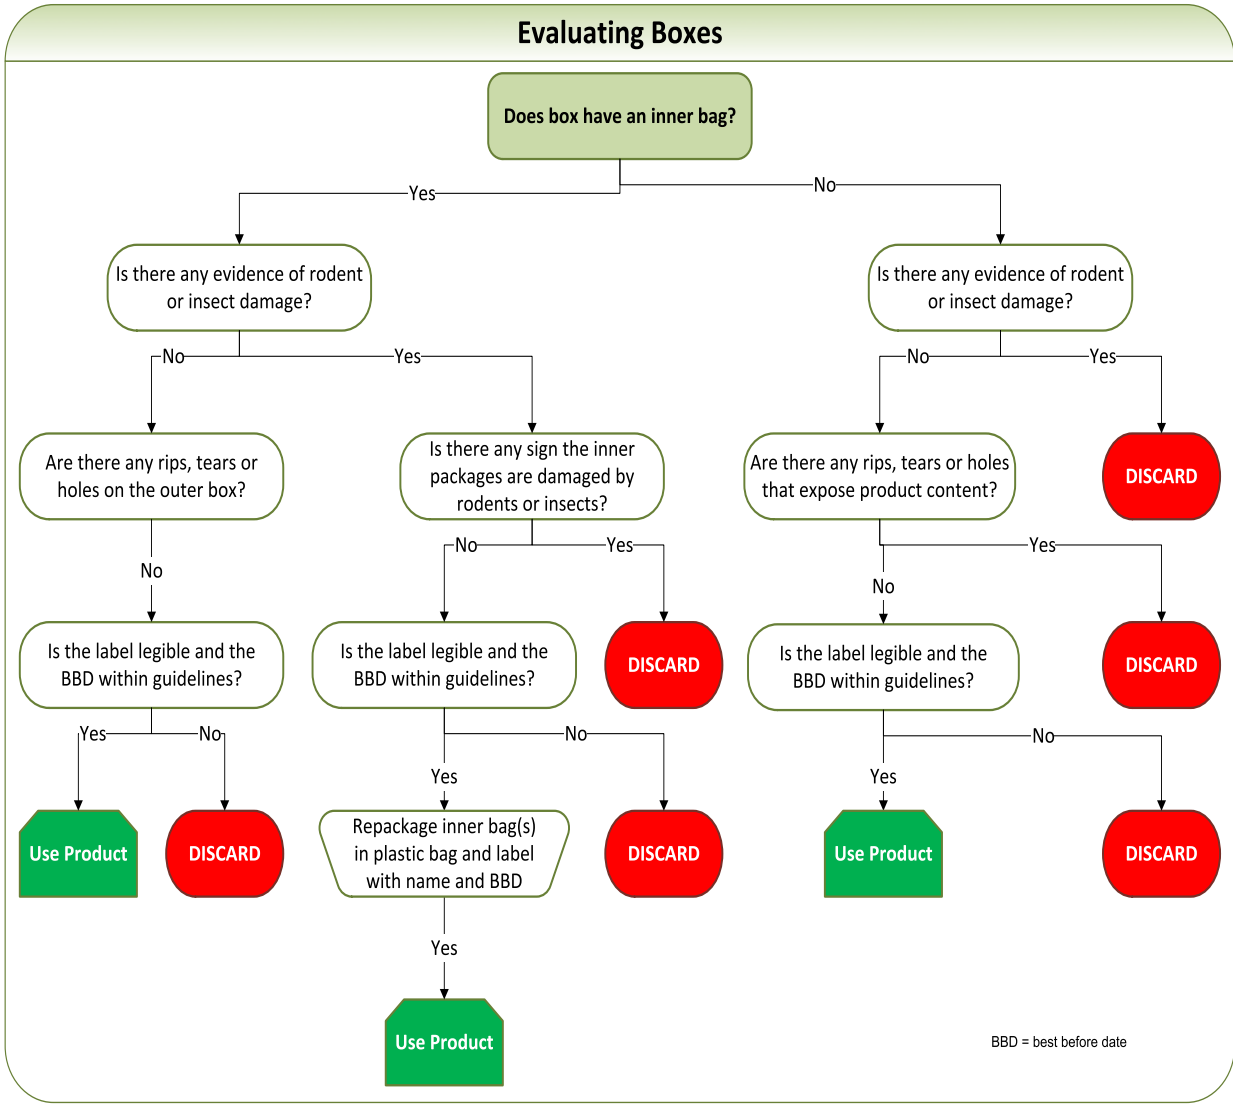 Evaluating Boxes
Does box have an inner bag?
Yes
No
Is there any evidence of rodent
or insect damage?
Is there any evidence of rodent
or insect damage?
No
Yes
No
Yes
Are there any rips, tears or
holes on the outer box?
Is there any sign the inner
packages are damaged by
rodents or insects?
Are there any rips, tears or holes
that expose product content?
DISCARD
No
No
Yes
No
Yes
Is the label legible and the
BBD within guidelines?
Is the label legible and the
BBD within guidelines?
DISCARD
Is the label legible and the
BBD within guidelines?
DISCARD
Yes
No
Yes
No
Yes
No
Use Product
DISCARD
Repackage inner bag(s)
in plastic bag and label
with name and BBD
DISCARD
Use Product
DISCARD
Yes
Use Product
BBD = best before date